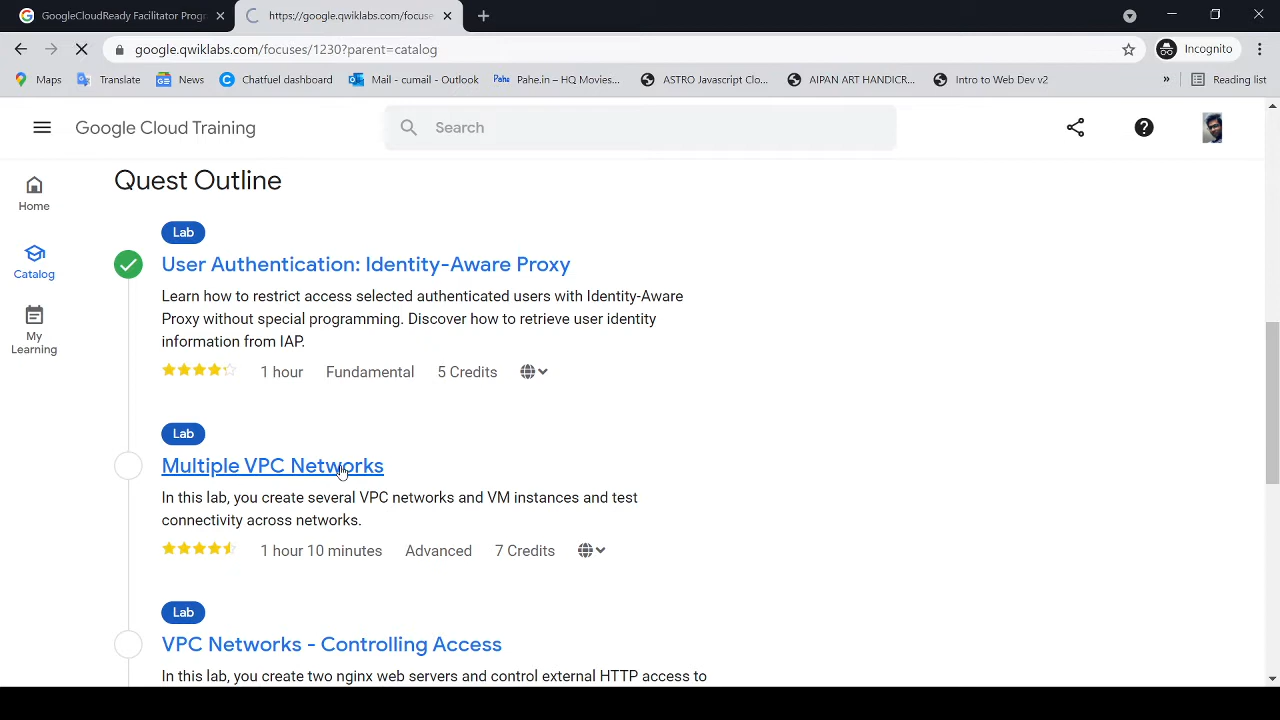 GoogleCloudReady Facilitator Progr
https://google.qwiklabs.com/focuse
google.qwiklabs.com/focuses/1230?parent=catalog
Incognito
Maps
Translate
News
Chatfuel dashboard
Mail - cumail - Outlook
Pahe Pahe.in – HQ Movies...
ASTRO Javascript Clo...
AIPAN ART HANDICR...
Intro to Web Dev v2
»
Reading list
Google Cloud Training
Search
Home
Catalog
My
Learning
Quest Outline
Lab
User Authentication: Identity-Aware Proxy
Learn how to restrict access selected authenticated users with Identity-Aware
Proxy without special programming. Discover how to retrieve user identity
information from IAP.
1 hour Fundamental 5 Credits
Lab
Multiple VPC Networks
In this lab, you create several VPC networks and VM instances and test
connectivity across networks.
1 hour 10 minutes Advanced 7 Credits
Lab
VPC Networks - Controlling Access
In this lab, you create two nginx web servers and control external HTTP access to